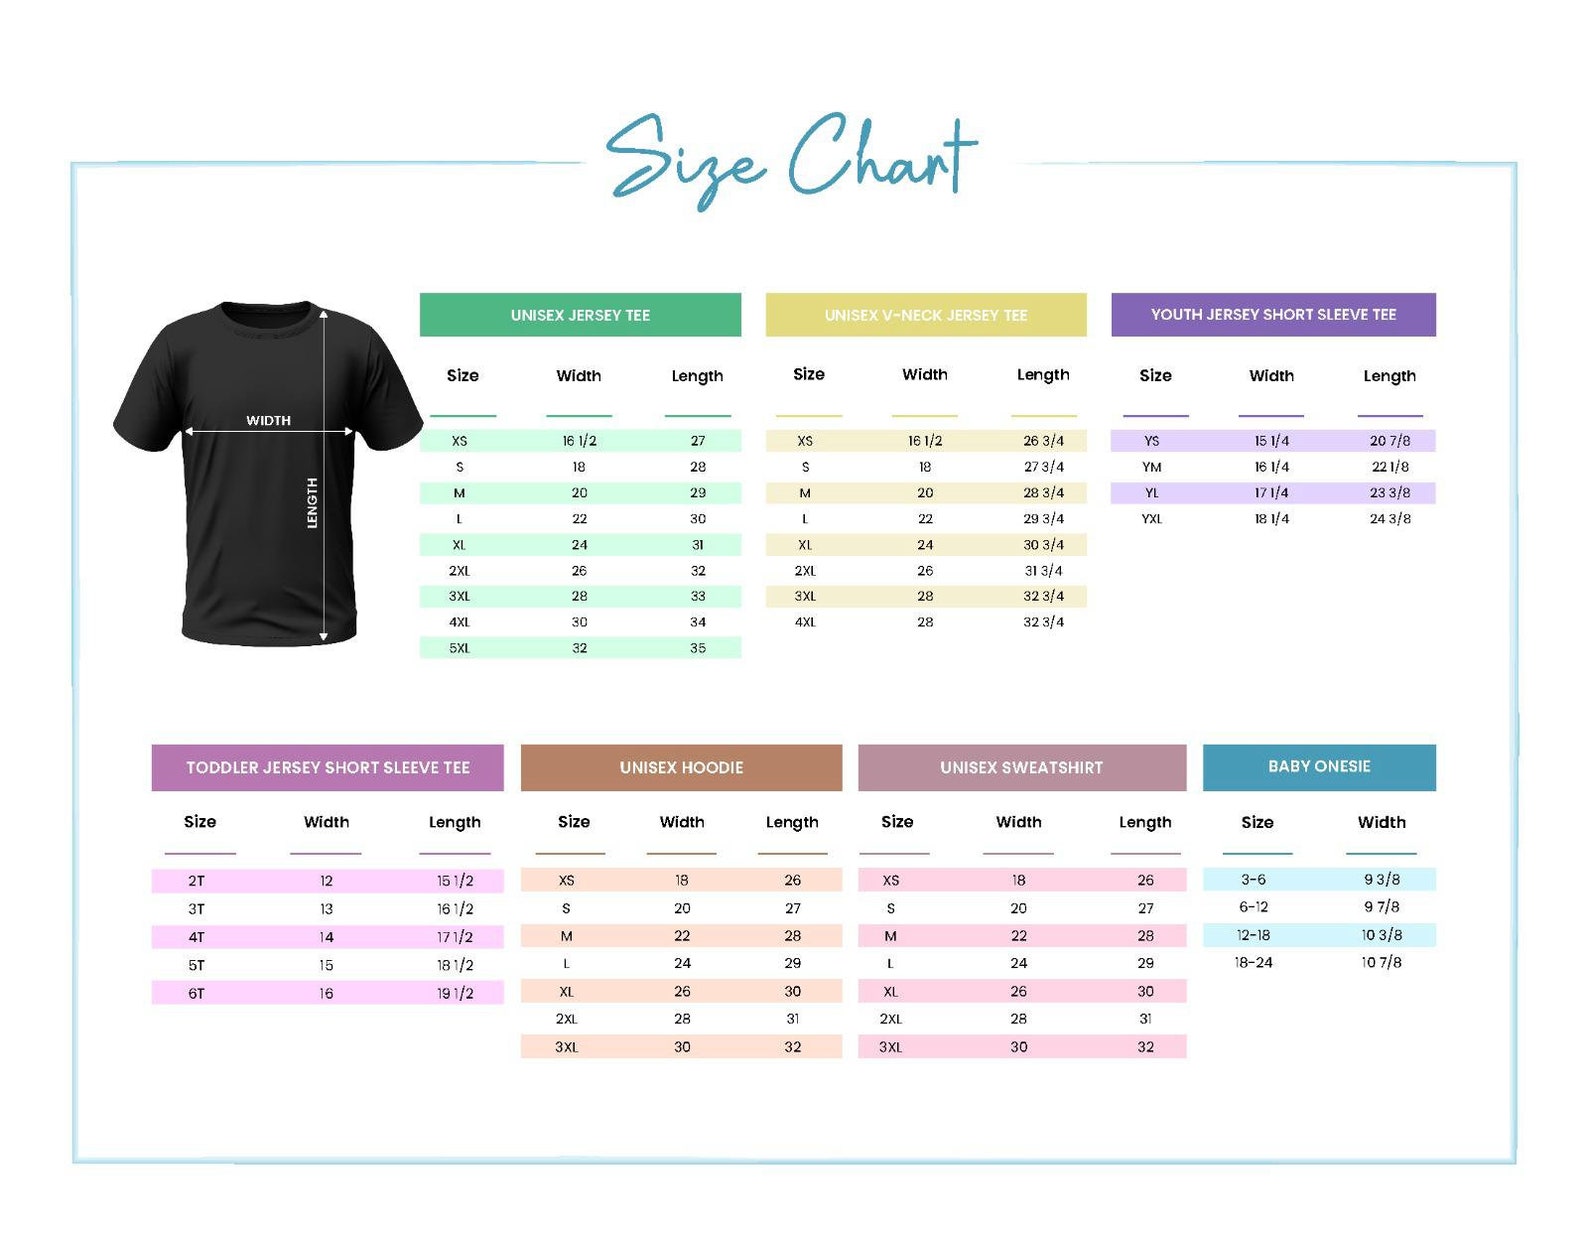 Size Chart
WIDTH
LENGTH
UNISEX JERSEY TEE
Size Width Length
XS 16 1/2 27
S 18 28
M 20 29
L 22 30
XL 24 31
2XL 26 32
3XL 28 33
4XL 30 34
5XL 32 35
UNISEX V-NECK JERSEY TEE
Size Width Length
XS 16 1/2 26 3/4
S 18 27 3/4
M 20 28 3/4
L 22 29 3/4
XL 24 30 3/4
2XL 26 31 3/4
3XL 28 32 3/4
4XL 28 32 3/4
YOUTH JERSEY SHORT SLEEVE TEE
Size Width Length
YS 15 1/4 20 7/8
YM 16 1/4 22 1/8
YL 17 1/4 23 3/8
YXL 18 1/4 24 3/8
TODDLER JERSEY SHORT SLEEVE TEE
Size Width Length
2T 12 15 1/2
3T 13 16 1/2
4T 14 17 1/2
5T 15 18 1/2
6T 16 19 1/2
UNISEX HOODIE
Size Width Length
XS 18 26
S 20 27
M 22 28
L 24 29
XL 26 30
2XL 28 31
3XL 30 32
UNISEX SWEATSHIRT
Size Width Length
XS 18 26
S 20 27
M 22 28
L 24 29
XL 26 30
2XL 28 31
3XL 30 32
BABY ONESIE
Size Width
3-6 9 3/8
6-12 9 7/8
12-18 10 3/8
18-24 10 7/8